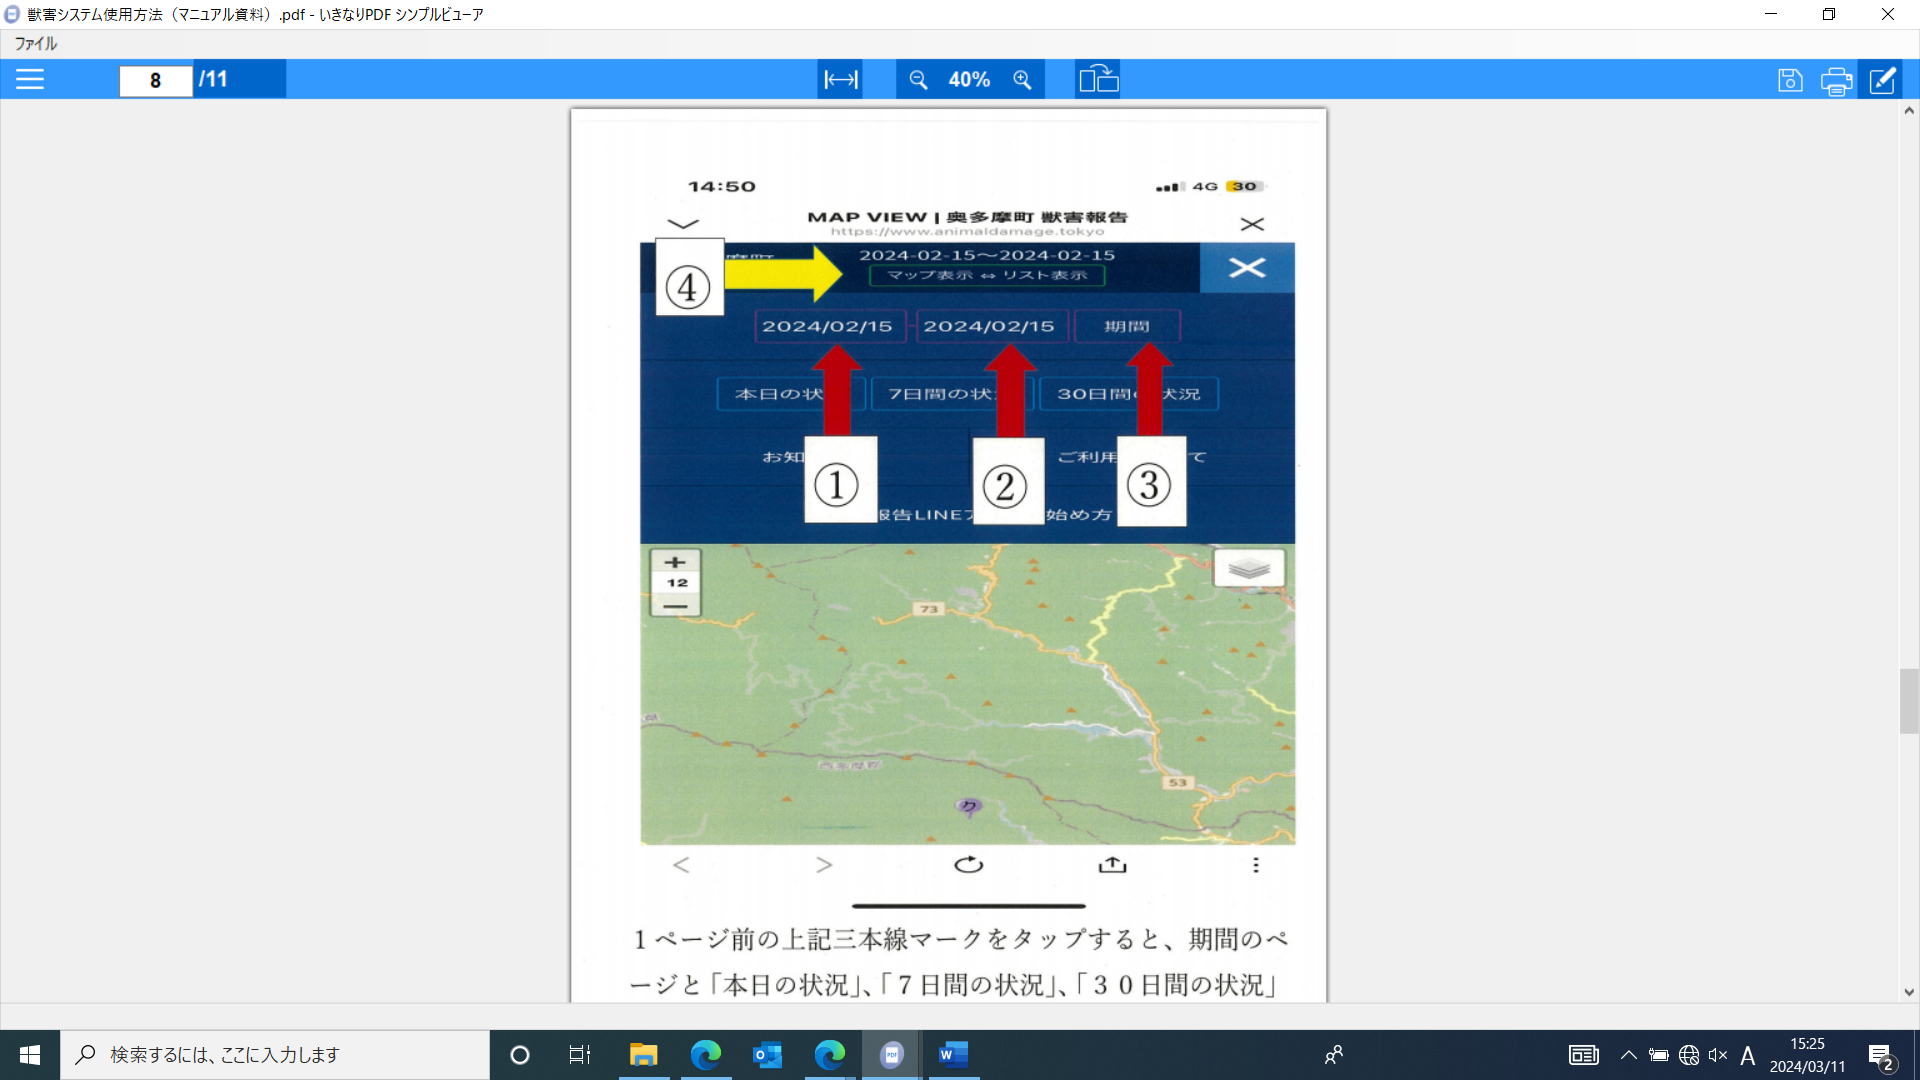 獣害システム使用方法（マニュアル資料）.pdf - いきなりPDF シンプルビューア
ファイル
8 /11
40%
14:50
4G 30
MAP VIEW | 奥多摩町 獣害報告
https://www.animaldamage.tokyo
2024-02-15～2024-02-15
マップ表示 ⇔ リスト表示
④
2024/02/15 - 2024/02/15 期間
本日の状 7日間の状 30日間 状況
お知 ご利用 て
① ② ③
報告LINE 始め方
+
12
−
73
西多摩郡
53
ク
１ページ前の上記三本線マークをタップすると、期間のペ
ージと「本日の状況」、「７日間の状況」、「３０日間の状況」
検索するには、ここに入力します
A
15:25
2024/03/11
2